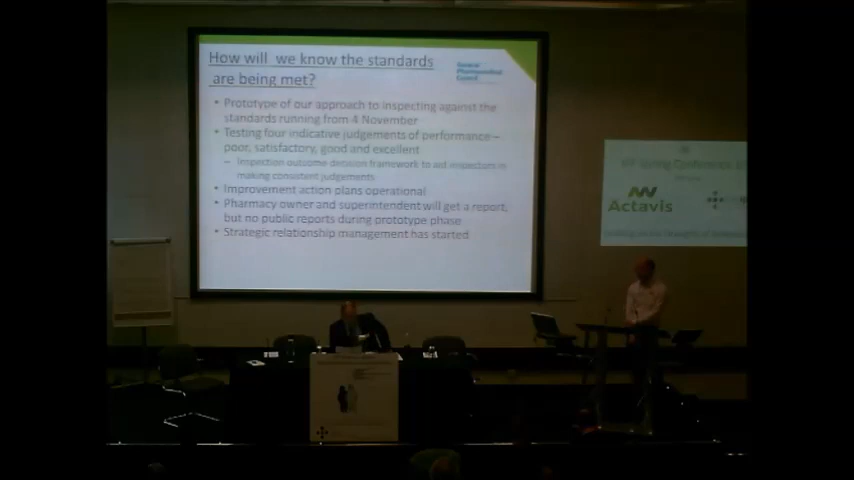 How will we know the standards
are being met?
General
Pharmaceutical
Council
• Prototype of our approach to inspecting against the
standards running from 4 November
• Testing four indicative judgements of performance –
poor, satisfactory, good and excellent
– Inspection outcome decision framework to aid inspectors in
making consistent judgements
• Improvement action plans operational
• Pharmacy owner and superintendent will get a report,
but no public reports during prototype phase
• Strategic relationship management has started
Spring Conference
Actavis